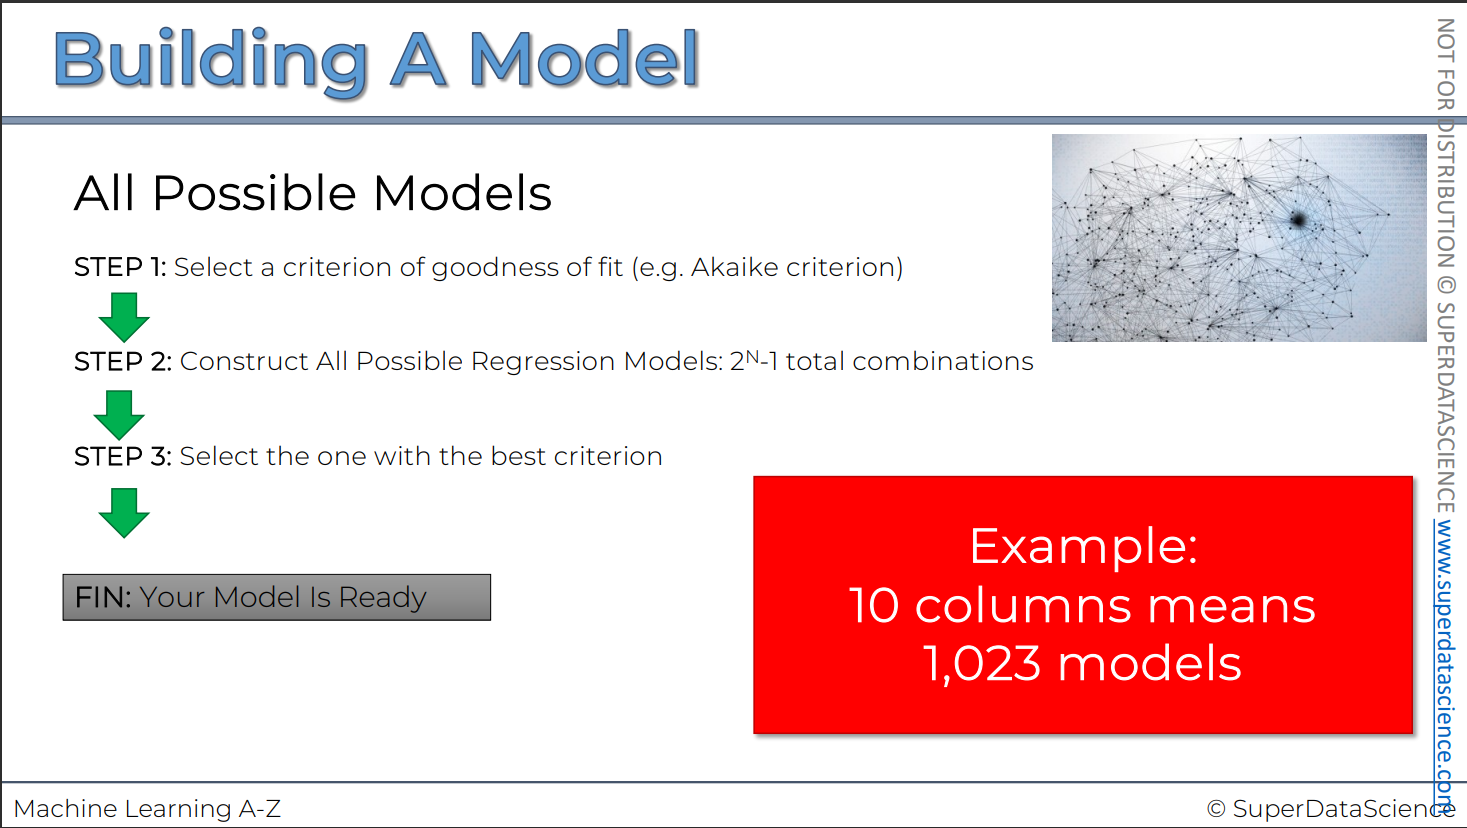 Building A Model
All Possible Models
STEP 1: Select a criterion of goodness of fit (e.g. Akaike criterion)
STEP 2: Construct All Possible Regression Models: 2ᴺ-1 total combinations
STEP 3: Select the one with the best criterion
FIN: Your Model Is Ready
Example:
10 columns means
1,023 models
Machine Learning A-Z
© SuperDataScience
NOT FOR DISTRIBUTION © SUPERDATASCIENCE www.superdatascience.com